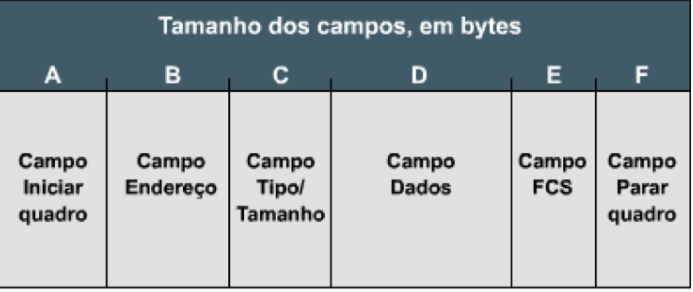 Tamanho dos campos, em bytes
A B C D E F
Campo Iniciar quadro
Campo Endereço
Campo Tipo/ Tamanho
Campo Dados
Campo FCS
Campo Parar quadro